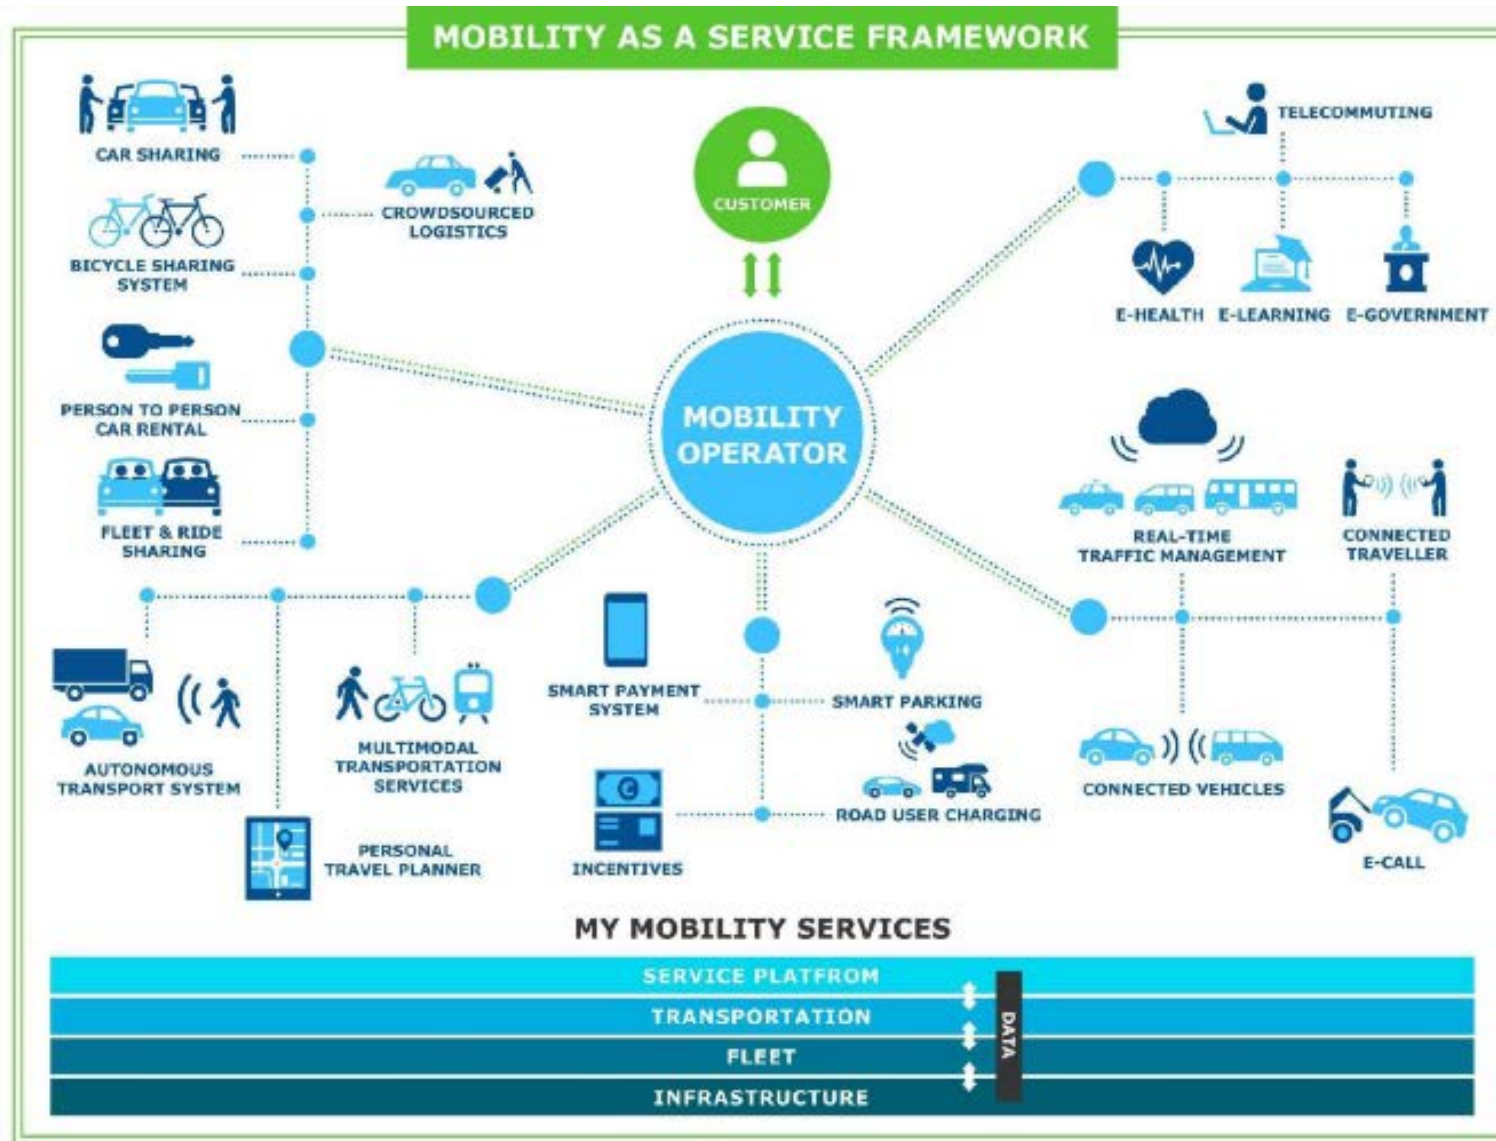 MOBILITY AS A SERVICE FRAMEWORK
CAR SHARING
CROWDSOURCED
LOGISTICS
BICYCLE SHARING
SYSTEM
PERSON TO PERSON
CAR RENTAL
FLEET & RIDE
SHARING
CUSTOMER
MOBILITY
OPERATOR
TELECOMMUTING
E-HEALTH
E-LEARNING
E-GOVERNMENT
REAL-TIME
TRAFFIC MANAGEMENT
CONNECTED
TRAVELLER
AUTONOMOUS
TRANSPORT SYSTEM
MULTIMODAL
TRANSPORTATION
SERVICES
PERSONAL
TRAVEL PLANNER
SMART PAYMENT
SYSTEM
SMART PARKING
INCENTIVES
ROAD USER CHARGING
CONNECTED VEHICLES
E-CALL
MY MOBILITY SERVICES
SERVICE PLATFROM
TRANSPORTATION
FLEET
INFRASTRUCTURE
DATA